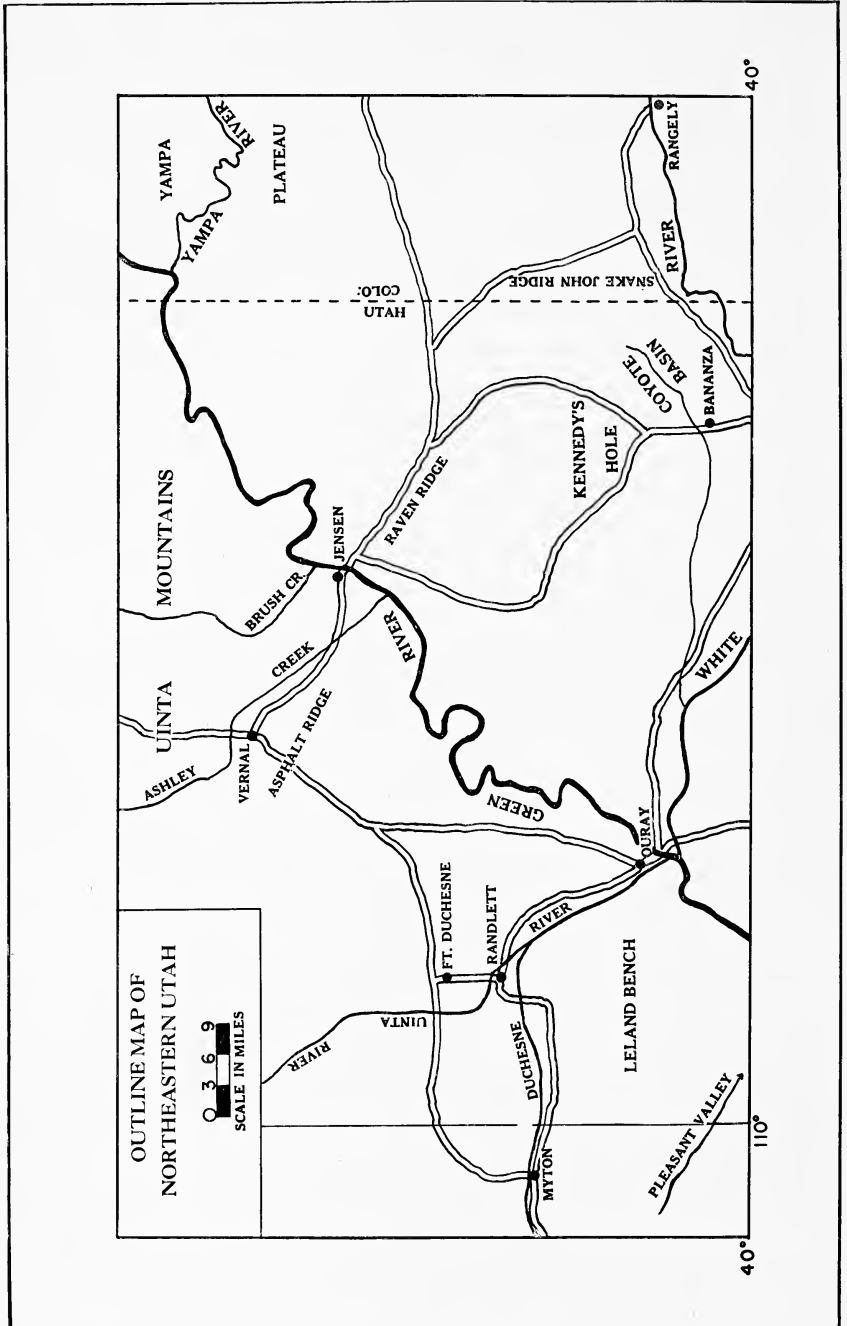 OUTLINE MAP OF
NORTHEASTERN UTAH
0 3 6 9
SCALE IN MILES
UINTA
MOUNTAINS
YAMPA
PLATEAU
YAMPA
RIVER
ASHLEY
CREEK
BRUSH CR.
VERNAL
ASPHALT RIDGE
JENSEN
RAVEN RIDGE
UTAH
COLO.
SNAKE JOHN RIDGE
RIVER
RANGELY
KENNEDY'S
HOLE
COYOTE
BASIN
BANANZA
GREEN
RIVER
WHITE
OURAY
FT. DUCHESNE
RANDLETT
RIVER
UINTA
RIVER
DUCHESNE
LELAND BENCH
MYTON
PLEASANT VALLEY
110°
40°
40°